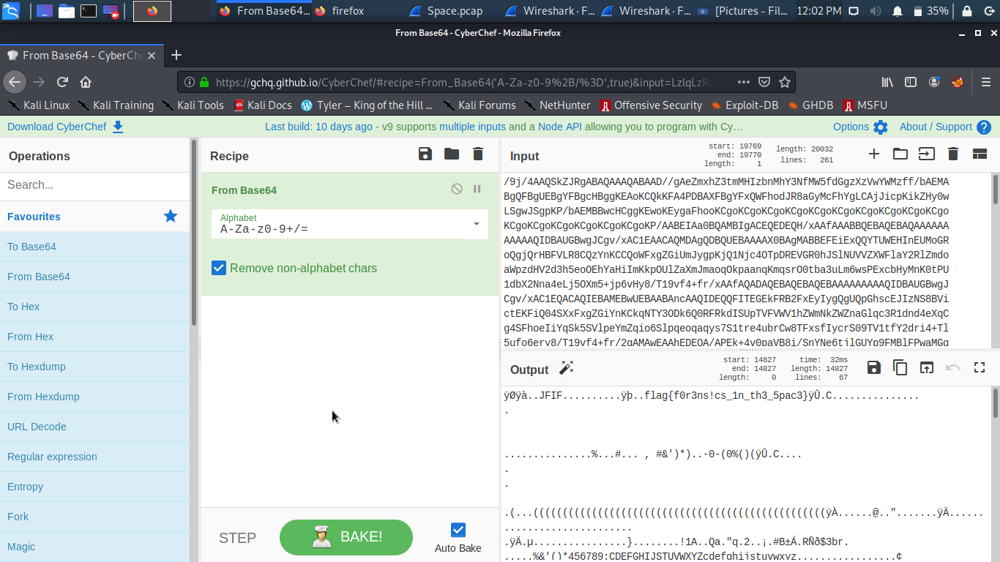 From Base64…
firefox
Space.pcap
Wireshark · F…
Wireshark · F…
[Pictures - Fil…
12:02 PM
35%
From Base64 - CyberChef - Mozilla Firefox
From Base64 - CyberChe
https://gchq.github.io/CyberChef/#recipe=From_Base64('A-Za-z0-9%2B/%3D',true)&input=LzlqLzR
Kali Linux
Kali Training
Kali Tools
Kali Docs
Tyler – King of the Hill …
Kali Forums
NetHunter
Offensive Security
Exploit-DB
GHDB
MSFU
Download CyberChef
Last build: 10 days ago - v9 supports multiple inputs and a Node API allowing you to program with Cy…
Options
About / Support
Operations
Search...
Favourites
To Base64
From Base64
To Hex
From Hex
To Hexdump
From Hexdump
URL Decode
Regular expression
Entropy
Fork
Magic
Recipe
From Base64
Alphabet
A-Za-z0-9+/=
Remove non-alphabet chars
STEP
BAKE!
Auto Bake
Input
start: 19769
end: 19770
length: 1
length: 20032
lines: 261
/9j/4AAQSkZJRgABAQAAAQABAAD//gAeZmxhZ3tmMHIzbnMhY3NfMW5fdGgzXzVwYWMzff/bAEMA
BgQFBgUEBgYFBgcHBggKEAoKCQkKFA4PDBAXFBgYFxQWFhodJR8aGyMcFhYgLCAjJicpKikZHy0w
LSgwJSgpKP/bAEMBBwcHCggKEwoKEygaFhooKCgoKCgoKCgoKCgoKCgoKCgoKCgoKCgoKCgoKCgo
KCgoKCgoKCgoKCgoKCgoKCgoKP/AABEIAa0BQAMBIgACEQEDEQH/xAAfAAABBQEBAQEBAQAAAAAA
AAAAAQIDBAUGBwgJCgv/xAC1EAACAQMDAgQDBQUEBAAAAX0BAgMABBEFEiExQQYTUWEHInEUMoGR
oQgjQrHBFVLR8CQzYnKCCQoWFxgZGiUmJygpKjQ1Njc4OTpDREVGR0hJSlNUVVZXWFlaY2RlZmdo
aWpzdHV2d3h5eoOEhYaHiImKkpOUlZaXmJmaoqOkpaanqKmqsrO0tba3uLm6wsPExcbHyMnK0tPU
1dbX2Nna4eLj5OXm5+jp6vHy8/T19vf4+fr/xAAfAQADAQEBAQEBAQEBAAAAAAAAAQIDBAUGBwgJ
Cgv/xAC1EQACAQIEBAMEBwUEBAABAncAAQIDEQQFITEGEkFRB2FxEyIygQgUQpGhscEJIzNS8BVi
ctEKFiQ04SXxFxgZGiYnKCkqNTY3ODk6Q0RFRkdISUpTVFVWV1hZWmNkZWZnaGlqc3R1dnd4eXqC
g4SFhoeIiYqSk5SVlpeYmZqio6Slpqeoqaqys7S1tre4ubrCw8TFxsfIycrS09TV1tfY2dri4+Tl
5ufo6erv8/T19vf4+fr/2gAMAwEAAhEDEQA/APEk+4v0paVB8i/SnYNe6tilGUYp9FMBlFPwaMGg
Output
start: 14827
end: 14827
length: 0
time: 32ms
length: 14827
lines: 67
ÿØÿà..JFIF..........ÿþ..flag{f0r3ns!cs_1n_th3_5pac3}ÿÛ.C...............
.
...............%...#... , #&')*)..-0-(0%()(ÿÛ.C....
.
.
.(...((((((((((((((((((((((((((((((((((((((((((((((((((ÿÀ......@..".......ÿÄ......
......................
.ÿÄ.µ................}........!1A..Qa."q.2..¡.#B±Á.RÑð$3br.
.....%&'()*456789:CDEFGHIJSTUVWXYZcdefghijstuvwxyz.................¢